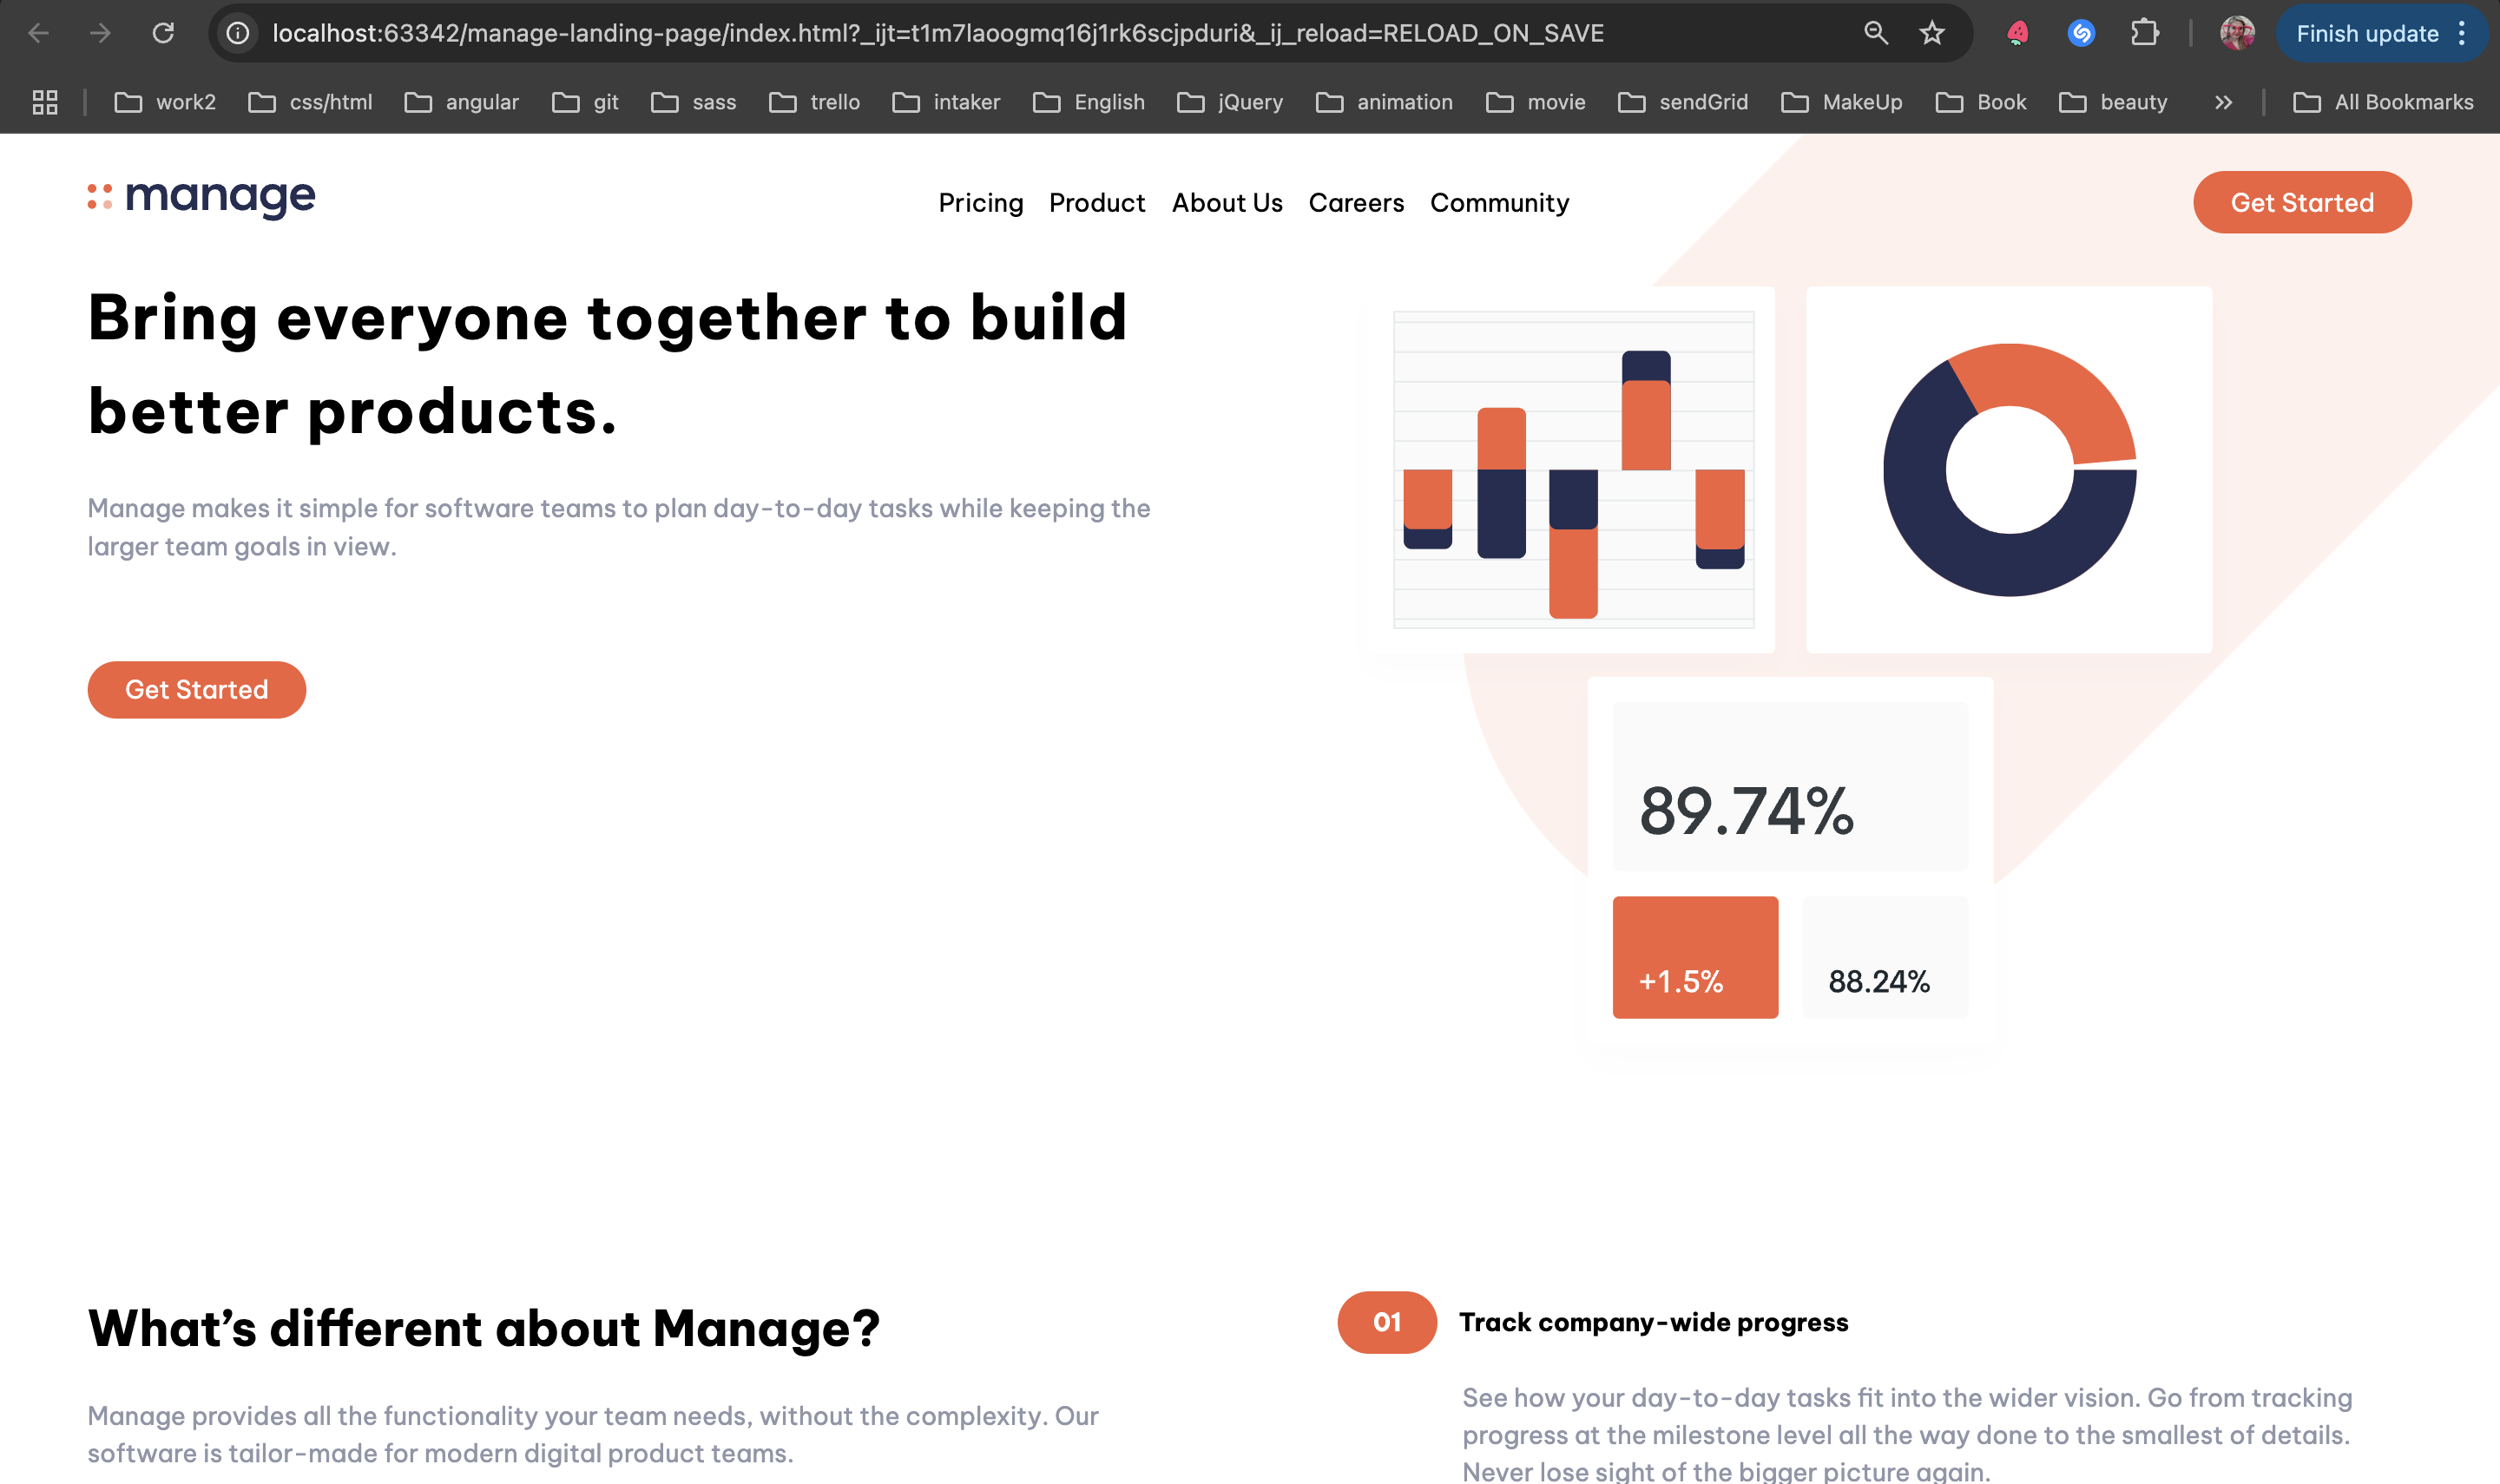 localhost:63342/manage-landing-page/index.html?_ijt=t1m7laoogmq16j1rk6scjpduri&_ij_reload=RELOAD_ON_SAVE
Finish update
work2 css/html angular git sass trello intaker English jQuery animation movie sendGrid MakeUp Book beauty » All Bookmarks
manage Pricing Product About Us Careers Community Get Started
Bring everyone together to build
better products.
Manage makes it simple for software teams to plan day-to-day tasks while keeping the
larger team goals in view.
Get Started
89.74%
+1.5% 88.24%
What’s different about Manage?
Manage provides all the functionality your team needs, without the complexity. Our
software is tailor-made for modern digital product teams.
01 Track company-wide progress
See how your day-to-day tasks fit into the wider vision. Go from tracking
progress at the milestone level all the way done to the smallest of details.
Never lose sight of the bigger picture again.